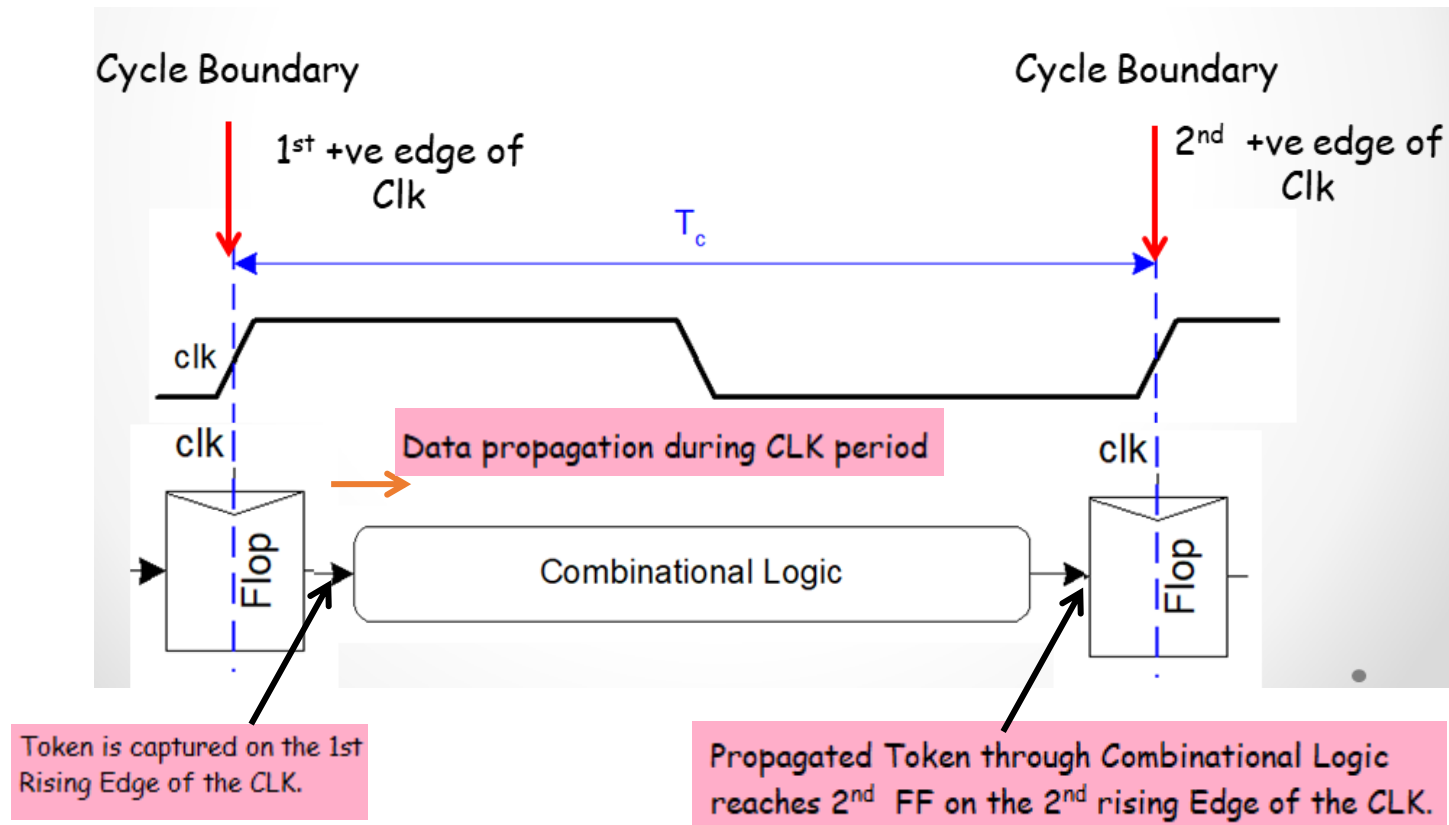 Cycle Boundary
Cycle Boundary
1st +ve edge of
Clk
2nd +ve edge of
Clk
Tc
clk
clk
Data propagation during CLK period
clk
Flop
Combinational Logic
Flop
Token is captured on the 1st
Rising Edge of the CLK.
Propagated Token through Combinational Logic
reaches 2nd FF on the 2nd rising Edge of the CLK.